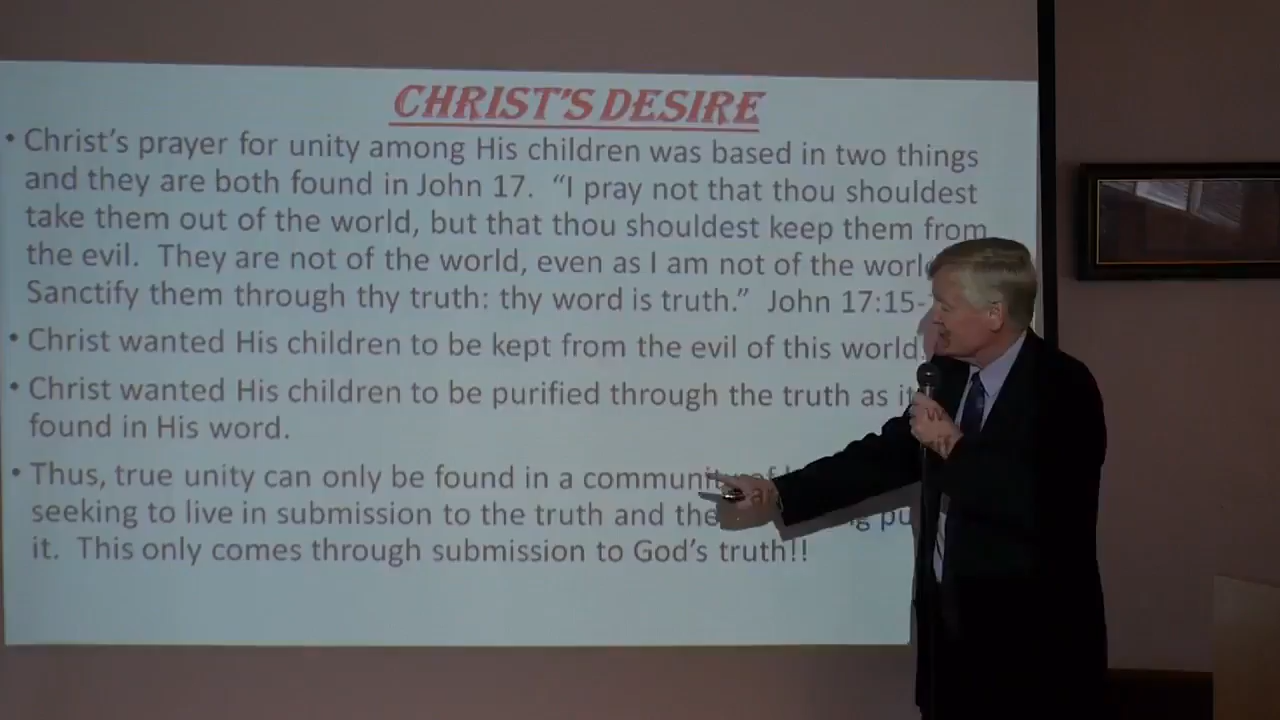 CHRIST'S DESIRE
• Christ's prayer for unity among His children was based in two things
and they are both found in John 17. "I pray not that thou shouldest
take them out of the world, but that thou shouldest keep them from
the evil. They are not of the world, even as I am not of the
Sanctify them through thy truth: thy word is truth." John 17:15-
• Christ wanted His children to be kept from the evil of this world
• Christ wanted His children to be purified through the truth as
found in His word.
• Thus, true unity can only be found in a
seeking to live in submission to the truth and
it. This only comes through submission to God's truth!!